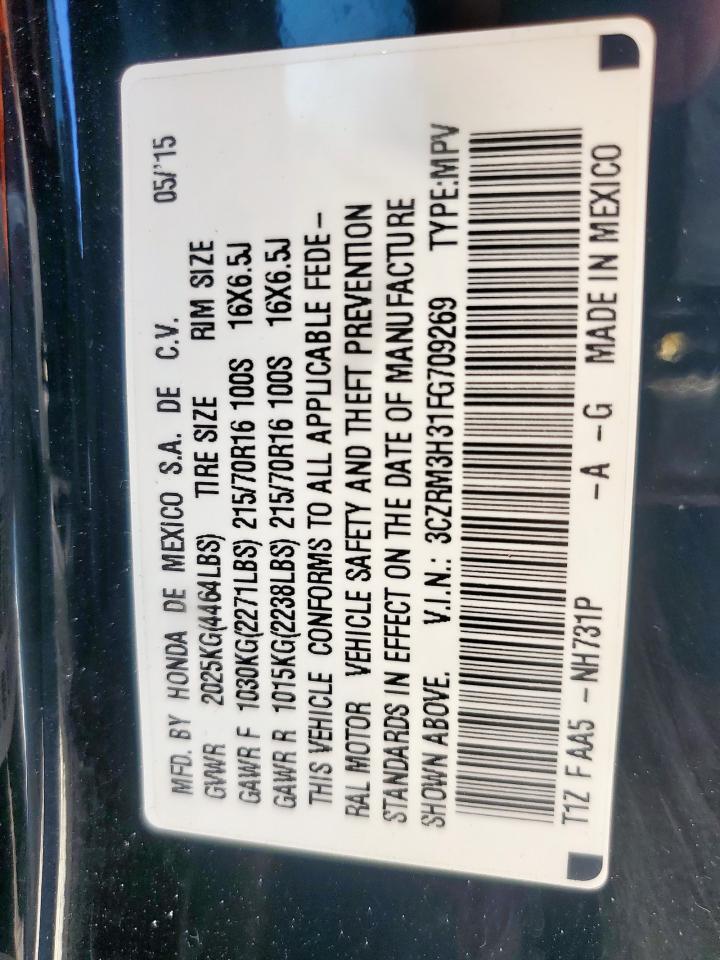 MFD. BY HONDA DE MEXICO S.A. DE C.V. 05/'15
GVWR 2025KG(4464LBS) TIRE SIZE RIM SIZE
GAWR F 1030KG(2271LBS) 215/70R16 100S 16X6.5J
GAWR R 1015KG(2238LBS) 215/70R16 100S 16X6.5J
THIS VEHICLE CONFORMS TO ALL APPLICABLE FEDE-
RAL MOTOR VEHICLE SAFETY AND THEFT PREVENTION
STANDARDS IN EFFECT ON THE DATE OF MANUFACTURE
SHOWN ABOVE. V.I.N.: 3CZRM3H31FG709269 TYPE:MPV
T1Z F AA5 - NH731P -A -G MADE IN MEXICO